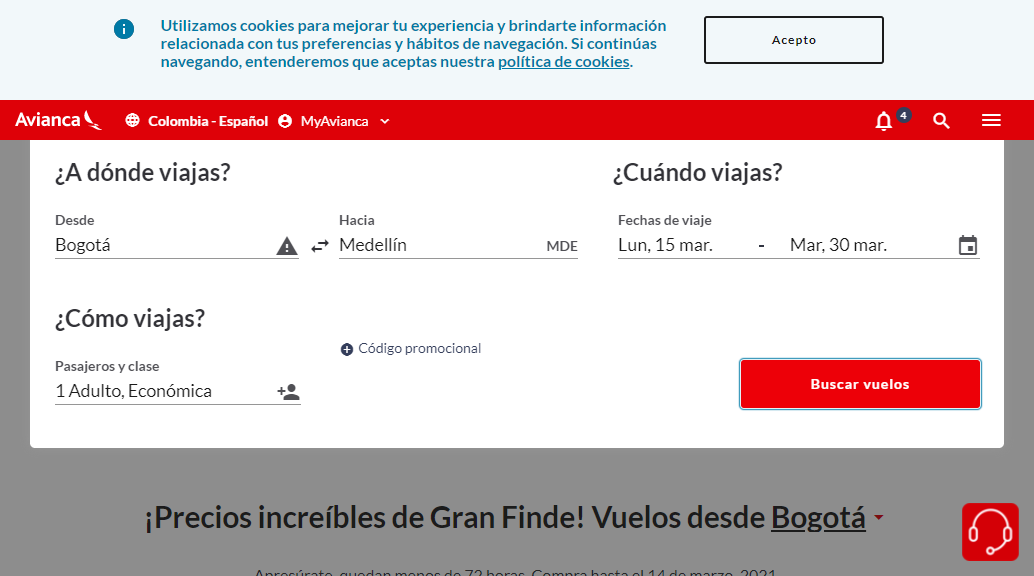 Utilizamos cookies para mejorar tu experiencia y brindarte información
relacionada con tus preferencias y hábitos de navegación. Si continúas
navegando, entenderemos que aceptas nuestra política de cookies.
Acepto
Avianca
Colombia - Español
MyAvianca
4
¿A dónde viajas?
¿Cuándo viajas?
Desde
Hacia
Fechas de viaje
Bogotá
Medellín
MDE
Lun, 15 mar.
-
Mar, 30 mar.
¿Cómo viajas?
Código promocional
Pasajeros y clase
1 Adulto, Económica
Buscar vuelos
¡Precios increíbles de Gran Finde! Vuelos desde Bogotá
Apresúrate, quedan menos de 72 horas. Compra hasta el 14 de marzo, 2021